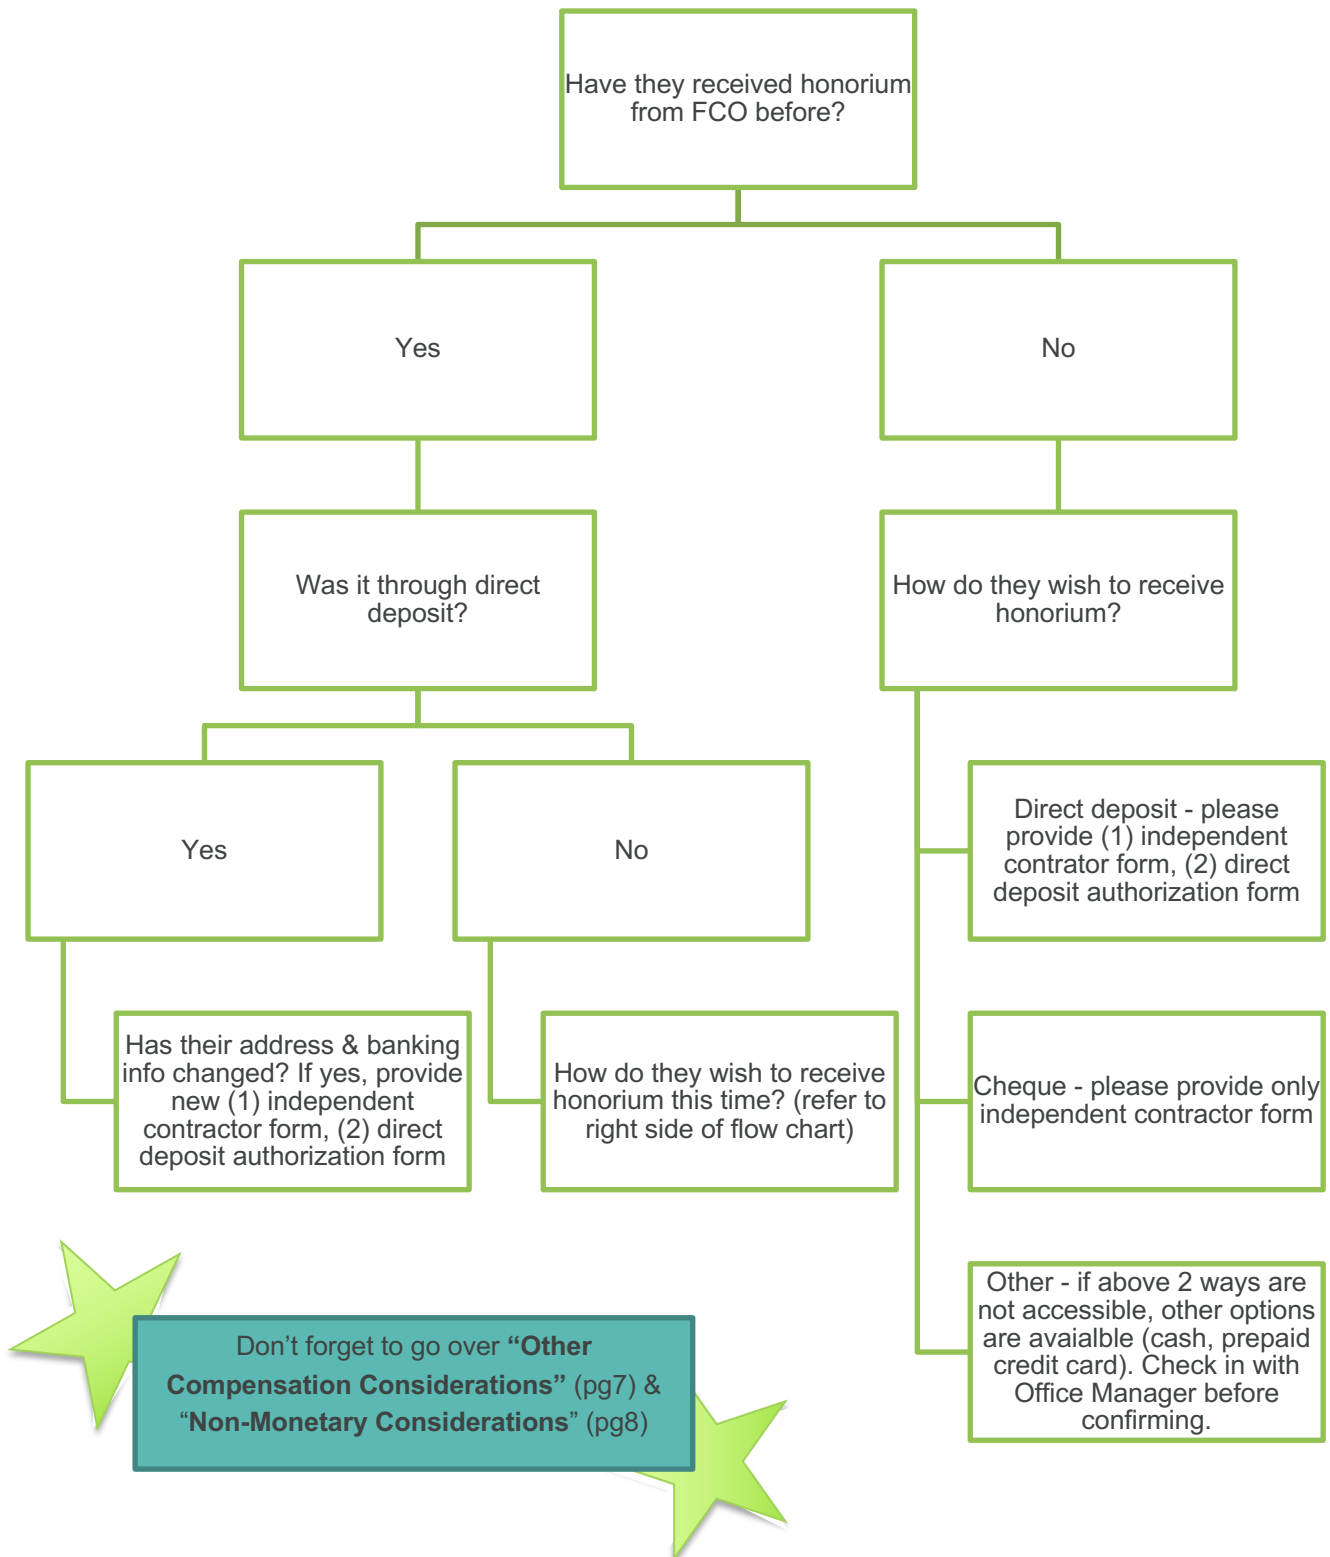 Have they received honorium
from FCO before?
Yes
No
Was it through direct
deposit?
How do they wish to receive
honorium?
Yes
No
Direct deposit - please
provide (1) independent
contrator form, (2) direct
deposit authorization form
Has their address & banking
info changed? If yes, provide
new (1) independent
contractor form, (2) direct
deposit authorization form
How do they wish to receive
honorium this time? (refer to
right side of flow chart)
Cheque - please provide only
independent contractor form
Other - if above 2 ways are
not accessible, other options
are avaialble (cash, prepaid
credit card). Check in with
Office Manager before
confirming.
Don’t forget to go over “Other
Compensation Considerations” (pg7) &
“Non-Monetary Considerations” (pg8)